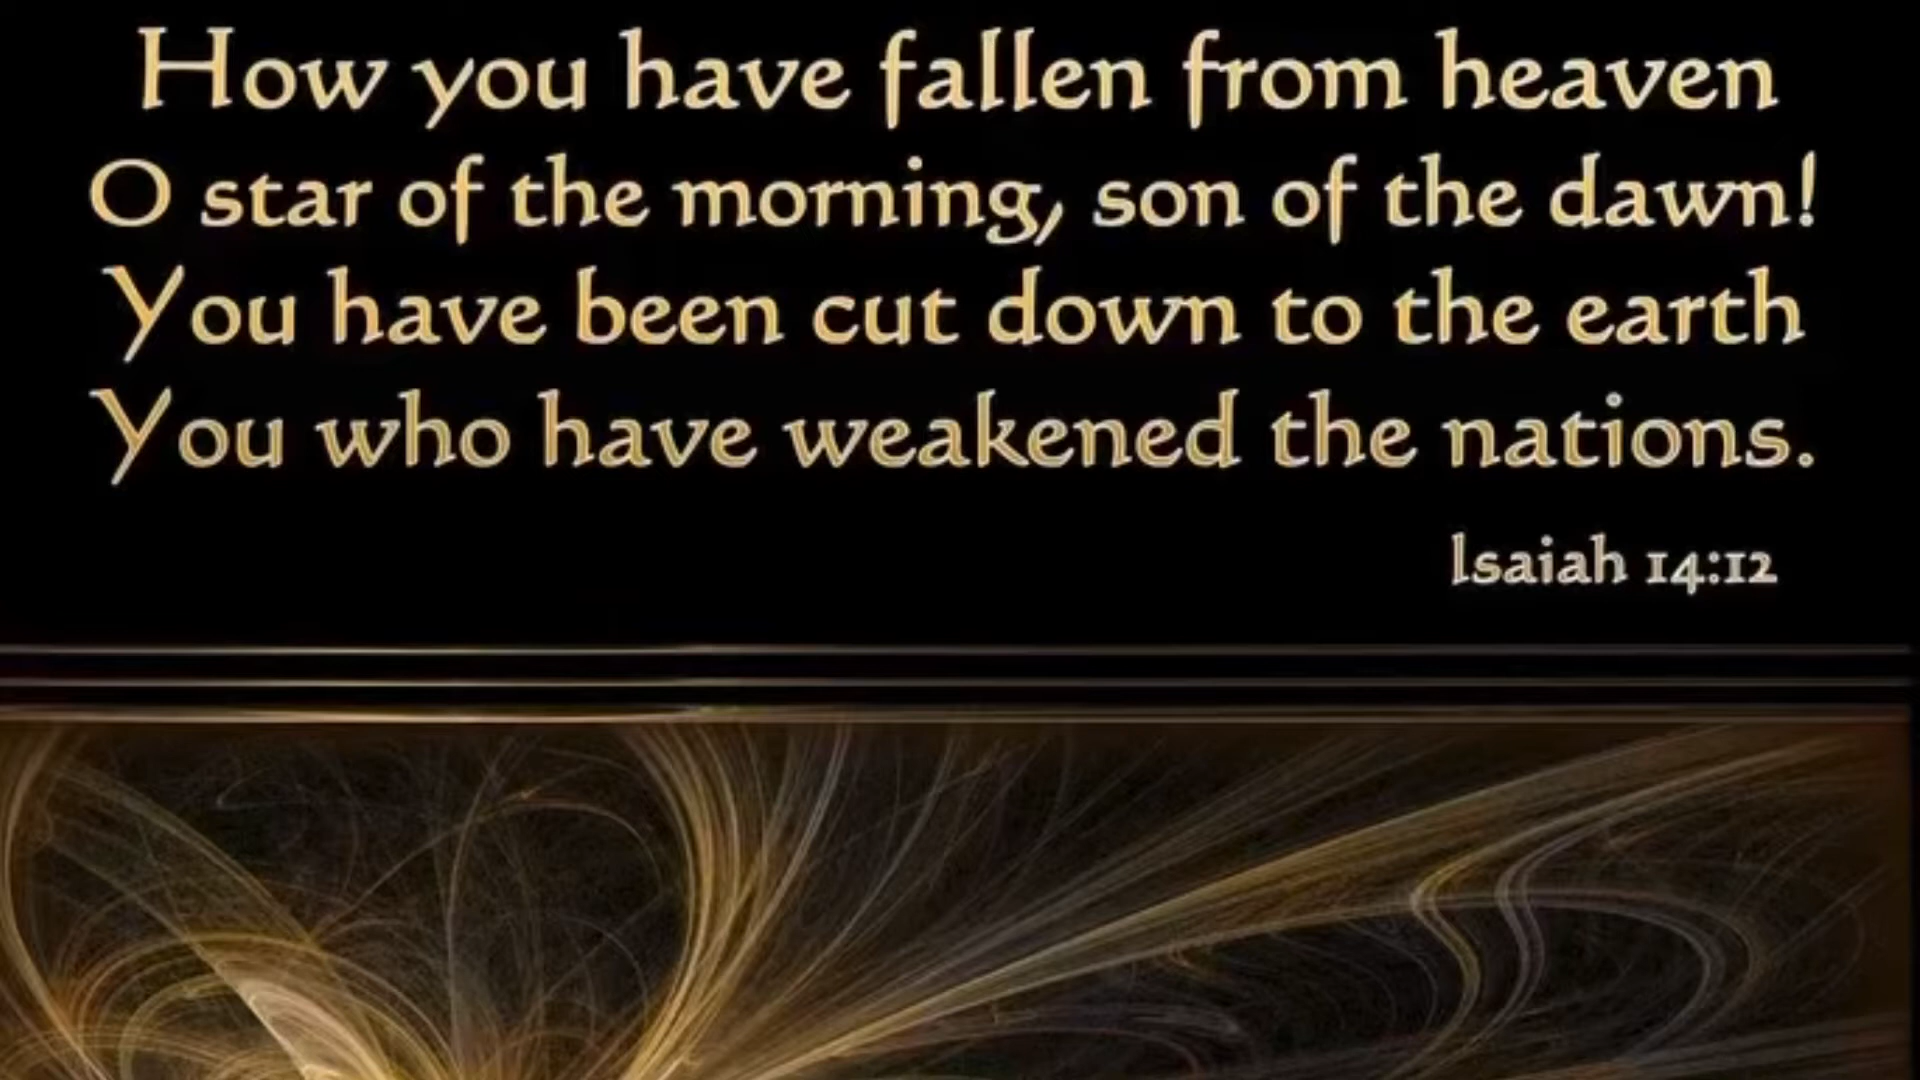 How you have fallen from heaven
O star of the morning, son of the dawn!
You have been cut down to the earth
You who have weakened the nations.
Isaiah 14:12